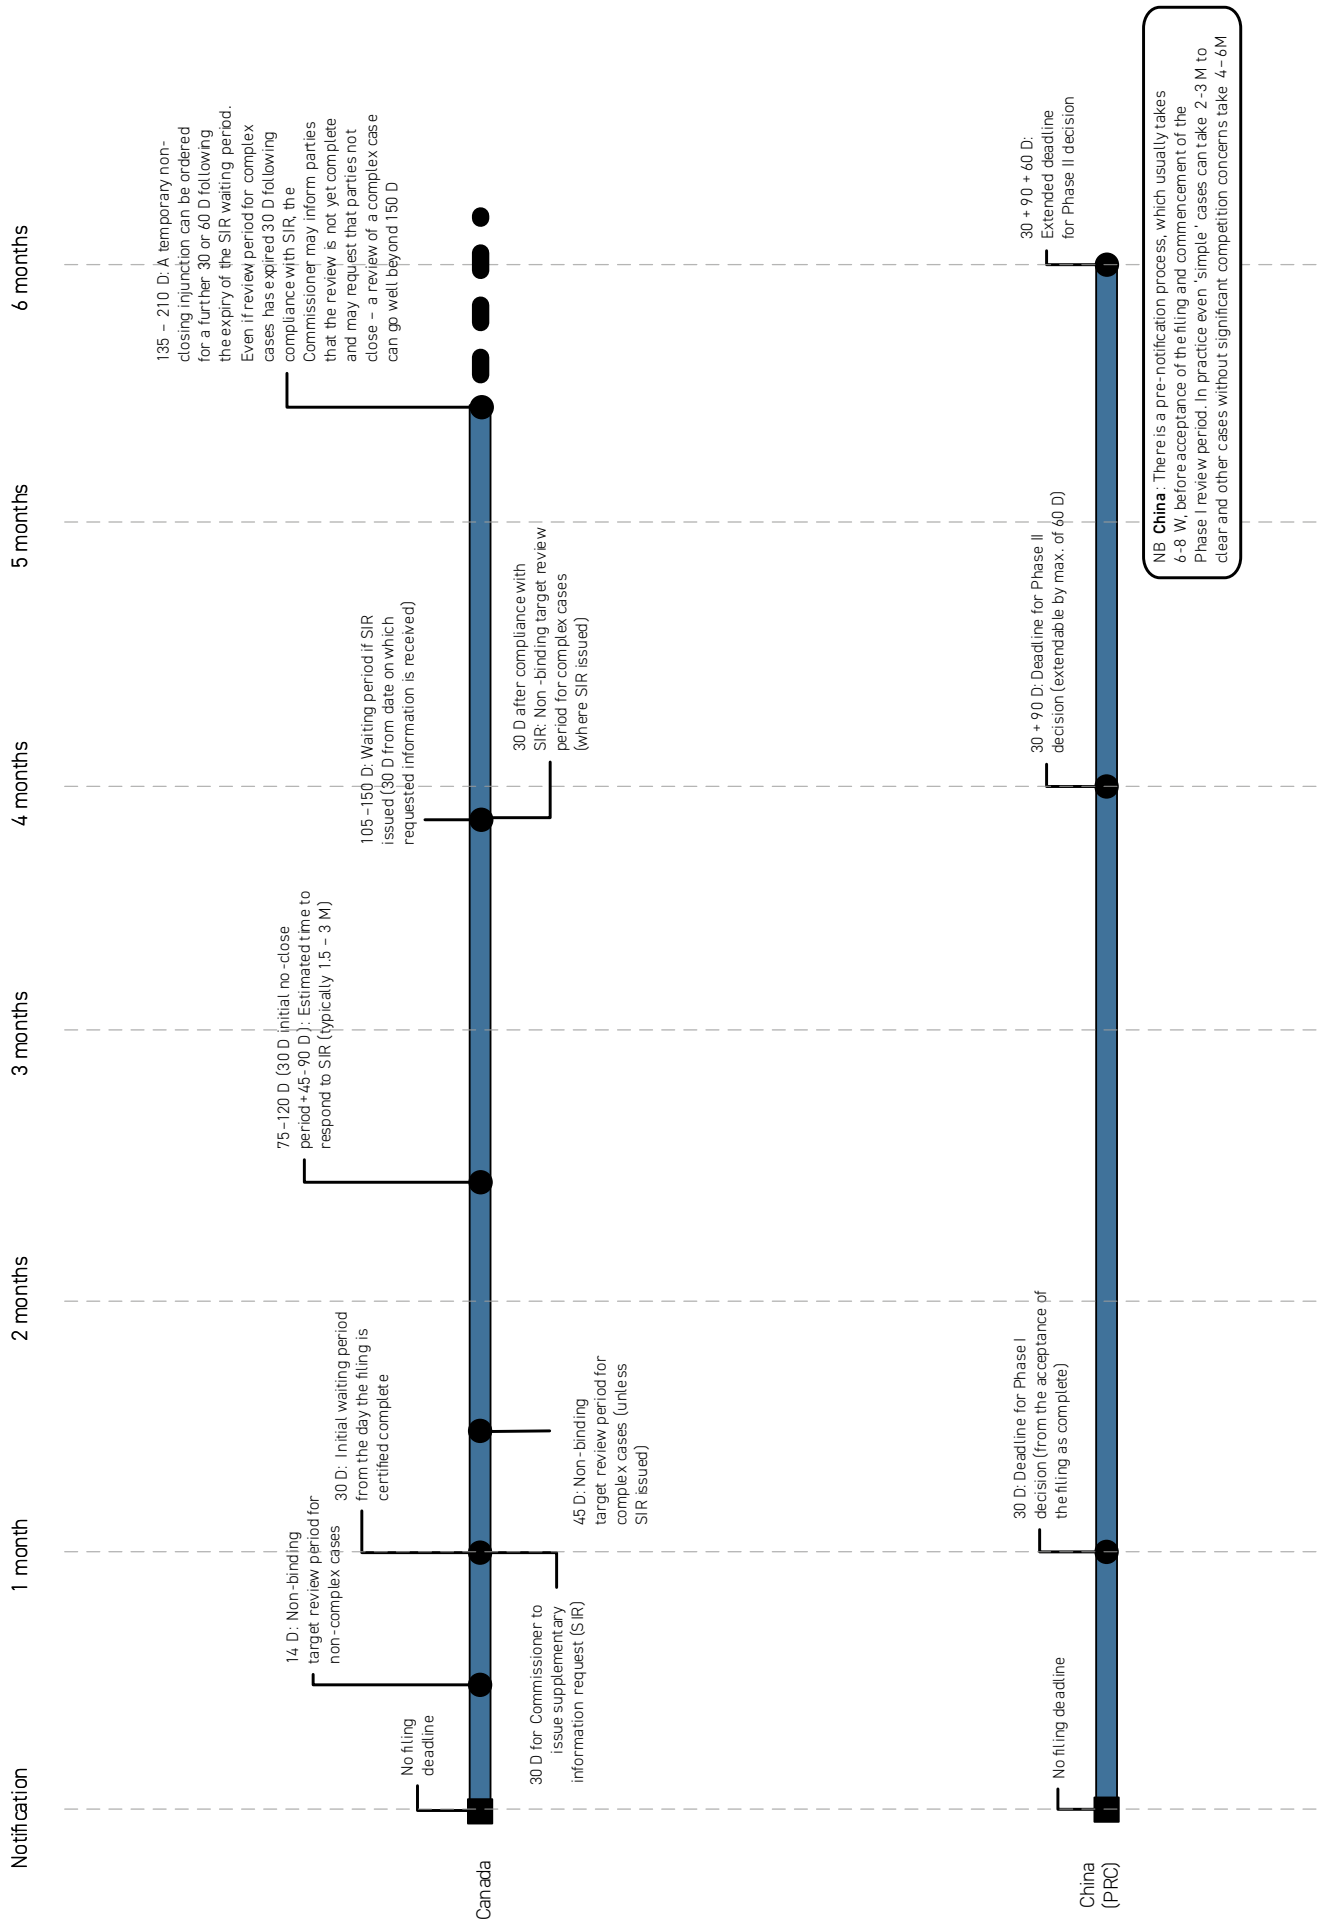 Notification
1 month
2 months
3 months
4 months
5 months
6 months
Canada
No filing
deadline
14 D: Non-binding
target review period for
non-complex cases
30 D: Initial waiting period
from the day the filing is
certified complete
30 D for Commissioner to
issue supplementary
information request (SIR)
45 D: Non-binding
target review period for
complex cases (unless
SIR issued)
75-120 D (30 D initial no-close
period+45-90 D): Estimated time to
respond to SIR (typically 1.5 – 3 M)
105-150 D: Waiting period if SIR
issued (30 D from date on which
requested information is received)
30 D after compliance with
SIR: Non-binding target review
period for complex cases
(where SIR issued)
135 – 210 D: A temporary non-
closing injunction can be ordered
for a further 30 or 60 D following
the expiry of the SIR waiting period.
Even if review period for complex
cases has expired 30 D following
compliance with SIR, the
Commissioner may inform parties
that the review is not yet complete
and may request that parties not
close – a review of a complex case
can go well beyond 150 D
China
(PRC)
No filing deadline
30 D: Deadline for Phase I
decision (from the acceptance of
the filing as complete)
30 + 90 D: Deadline for Phase II
decision (extendable by max. of 60 D)
30 + 90 + 60 D:
Extended deadline
for Phase II decision
NB China: There is a pre-notification process, which usually takes
6-8 W, before acceptance of the filing and commencement of the
Phase I review period. In practice even 'simple' cases can take 2-3 M to
clear and other cases without significant competition concerns take 4-6M